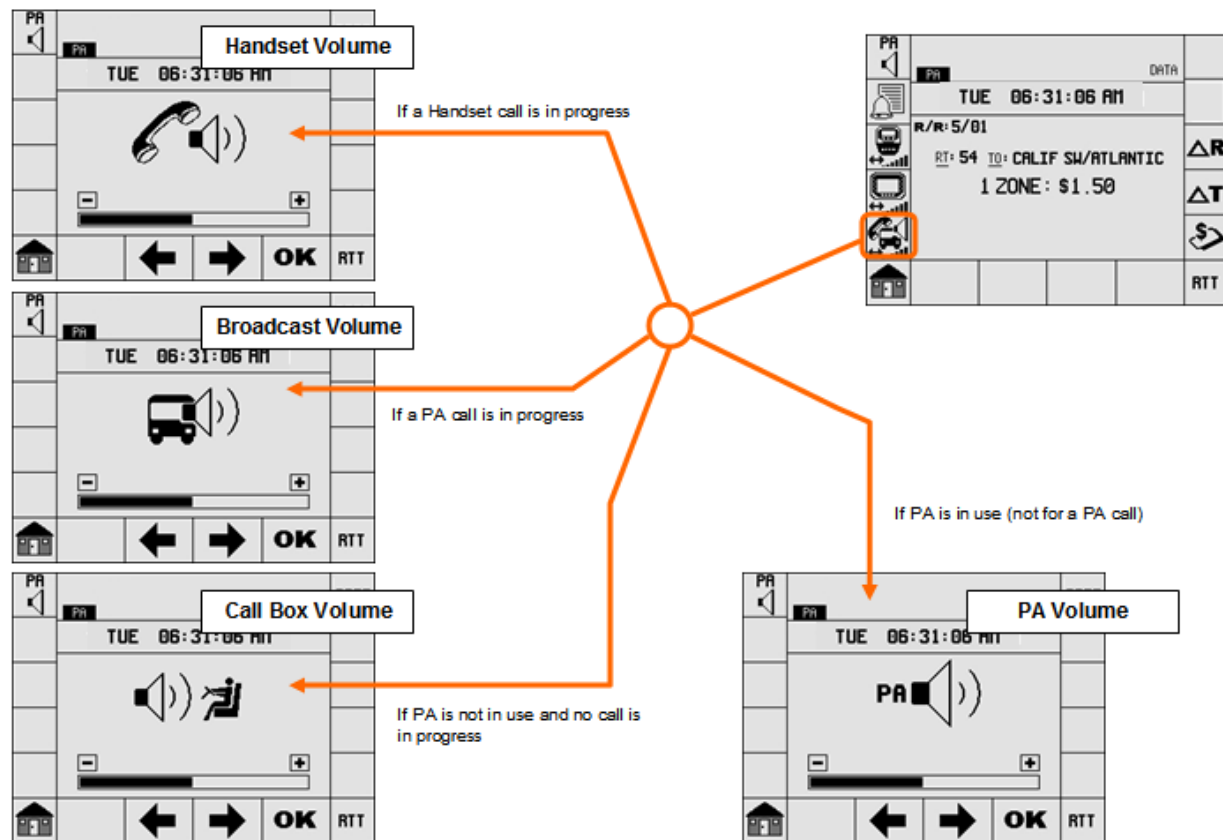 PA
PA
Handset Volume
TUE 06:31:06 AM
- +
OK RTT
If a Handset call is in progress
PA
PA DATA
TUE 06:31:06 AM
R/R:5/01
RT: 54 TO: CALIF SW/ATLANTIC
1 ZONE: $1.50
△R
△T
$
RTT
PA
PA
Broadcast Volume
TUE 06:31:06 AM
- +
OK RTT
If a PA call is in progress
PA
PA
Call Box Volume
TUE 06:31:06 AM
- +
OK RTT
If PA is not in use and no call is
in progress
If PA is in use (not for a PA call)
PA
PA
PA Volume
TUE 06:31:06 AM
PA
- +
OK RTT